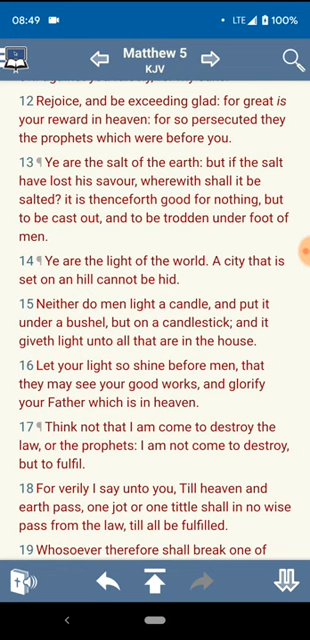 08:49
LTE 100%
Matthew 5
KJV
12 Rejoice, and be exceeding glad: for great is
your reward in heaven: for so persecuted they
the prophets which were before you.
13 ¶ Ye are the salt of the earth: but if the salt
have lost his savour, wherewith shall it be
salted? it is thenceforth good for nothing, but
to be cast out, and to be trodden under foot of
men.
14 ¶ Ye are the light of the world. A city that is
set on an hill cannot be hid.
15 Neither do men light a candle, and put it
under a bushel, but on a candlestick; and it
giveth light unto all that are in the house.
16 Let your light so shine before men, that
they may see your good works, and glorify
your Father which is in heaven.
17 ¶ Think not that I am come to destroy the
law, or the prophets: I am not come to destroy,
but to fulfil.
18 For verily I say unto you, Till heaven and
earth pass, one jot or one tittle shall in no wise
pass from the law, till all be fulfilled.
19 Whosoever therefore shall break one of